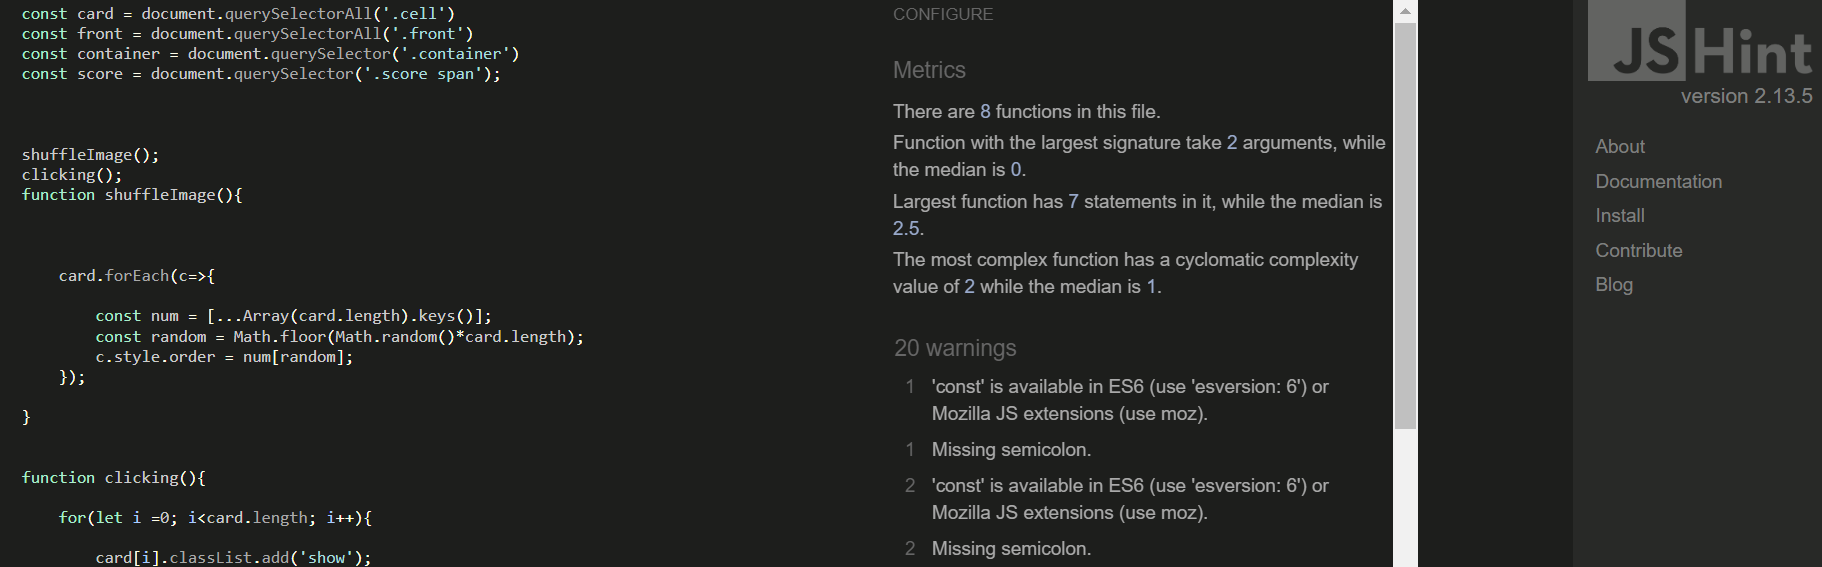 const card = document.querySelectorAll('.cell')
const front = document.querySelectorAll('.front')
const container = document.querySelector('.container')
const score = document.querySelector('.score span');
shuffleImage();
clicking();
function shuffleImage(){
card.forEach(c=>{
const num = [...Array(card.length).keys()];
const random = Math.floor(Math.random()*card.length);
c.style.order = num[random];
});
}
function clicking(){
for(let i =0; i<card.length; i++){
card[i].classList.add('show');
CONFIGURE
Metrics
There are 8 functions in this file.
Function with the largest signature take 2 arguments, while
the median is 0.
Largest function has 7 statements in it, while the median is
2.5.
The most complex function has a cyclomatic complexity
value of 2 while the median is 1.
20 warnings
1 'const' is available in ES6 (use 'esversion: 6') or
Mozilla JS extensions (use moz).
1 Missing semicolon.
2 'const' is available in ES6 (use 'esversion: 6') or
Mozilla JS extensions (use moz).
2 Missing semicolon.
JSHint
version 2.13.5
About
Documentation
Install
Contribute
Blog